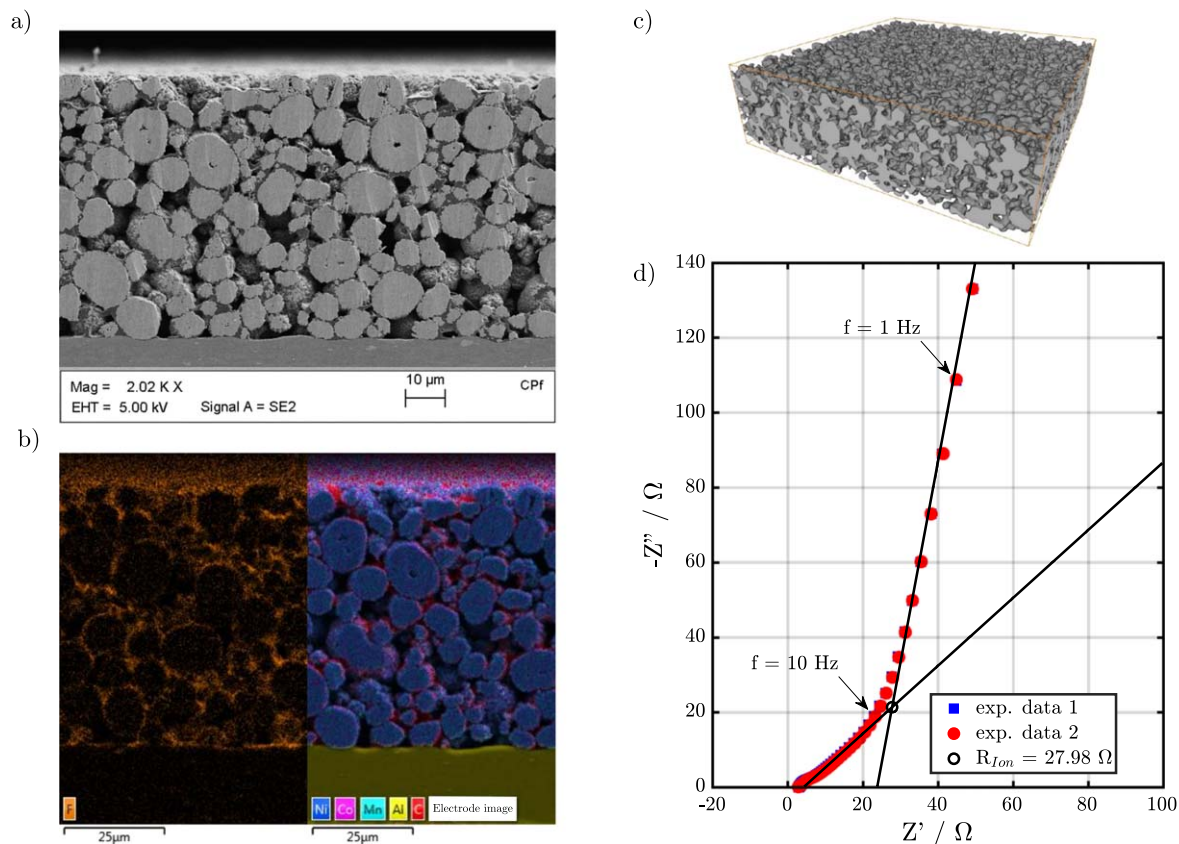 a)
Mag = 2.02 K X
EHT = 5.00 kV Signal A = SE2
10 µm
CPf
b)
F
25µm
Ni Co Mn Al C Electrode image
25µm
c)
d)
-Z'' / Ω
140
120
100
80
60
40
20
0
f = 1 Hz
f = 10 Hz
exp. data 1
exp. data 2
R_Ion = 27.98 Ω
-20 0 20 40 60 80 100
Z' / Ω